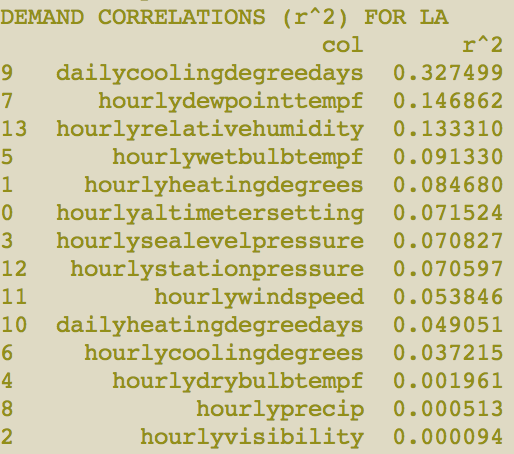 DEMAND CORRELATIONS (r^2) FOR LA
col r^2
9 dailycoolingdegreedays 0.327499
7 hourlydewpointtempf 0.146862
13 hourlyrelativehumidity 0.133310
5 hourlywetbulbtempf 0.091330
1 hourlyheatingdegrees 0.084680
0 hourlyaltimetersetting 0.071524
3 hourlysealevelpressure 0.070827
12 hourlystationpressure 0.070597
11 hourlywindspeed 0.053846
10 dailyheatingdegreedays 0.049051
6 hourlycoolingdegrees 0.037215
4 hourlydrybulbtempf 0.001961
8 hourlyprecip 0.000513
2 hourlyvisibility 0.000094